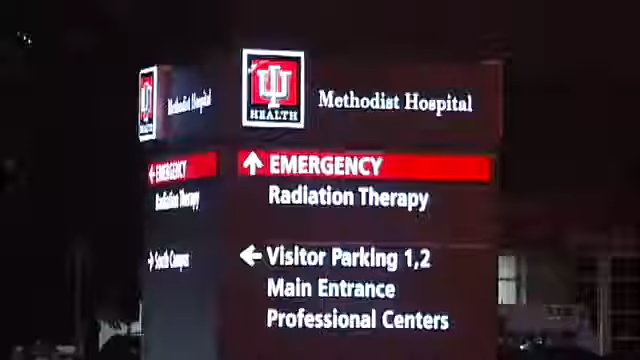 HEALTH
Methodist Hospital
EMERGENCY
Radiation Therapy
South Campus
IU
HEALTH
Methodist Hospital
EMERGENCY
Radiation Therapy
Visitor Parking 1,2
Main Entrance
Professional Centers